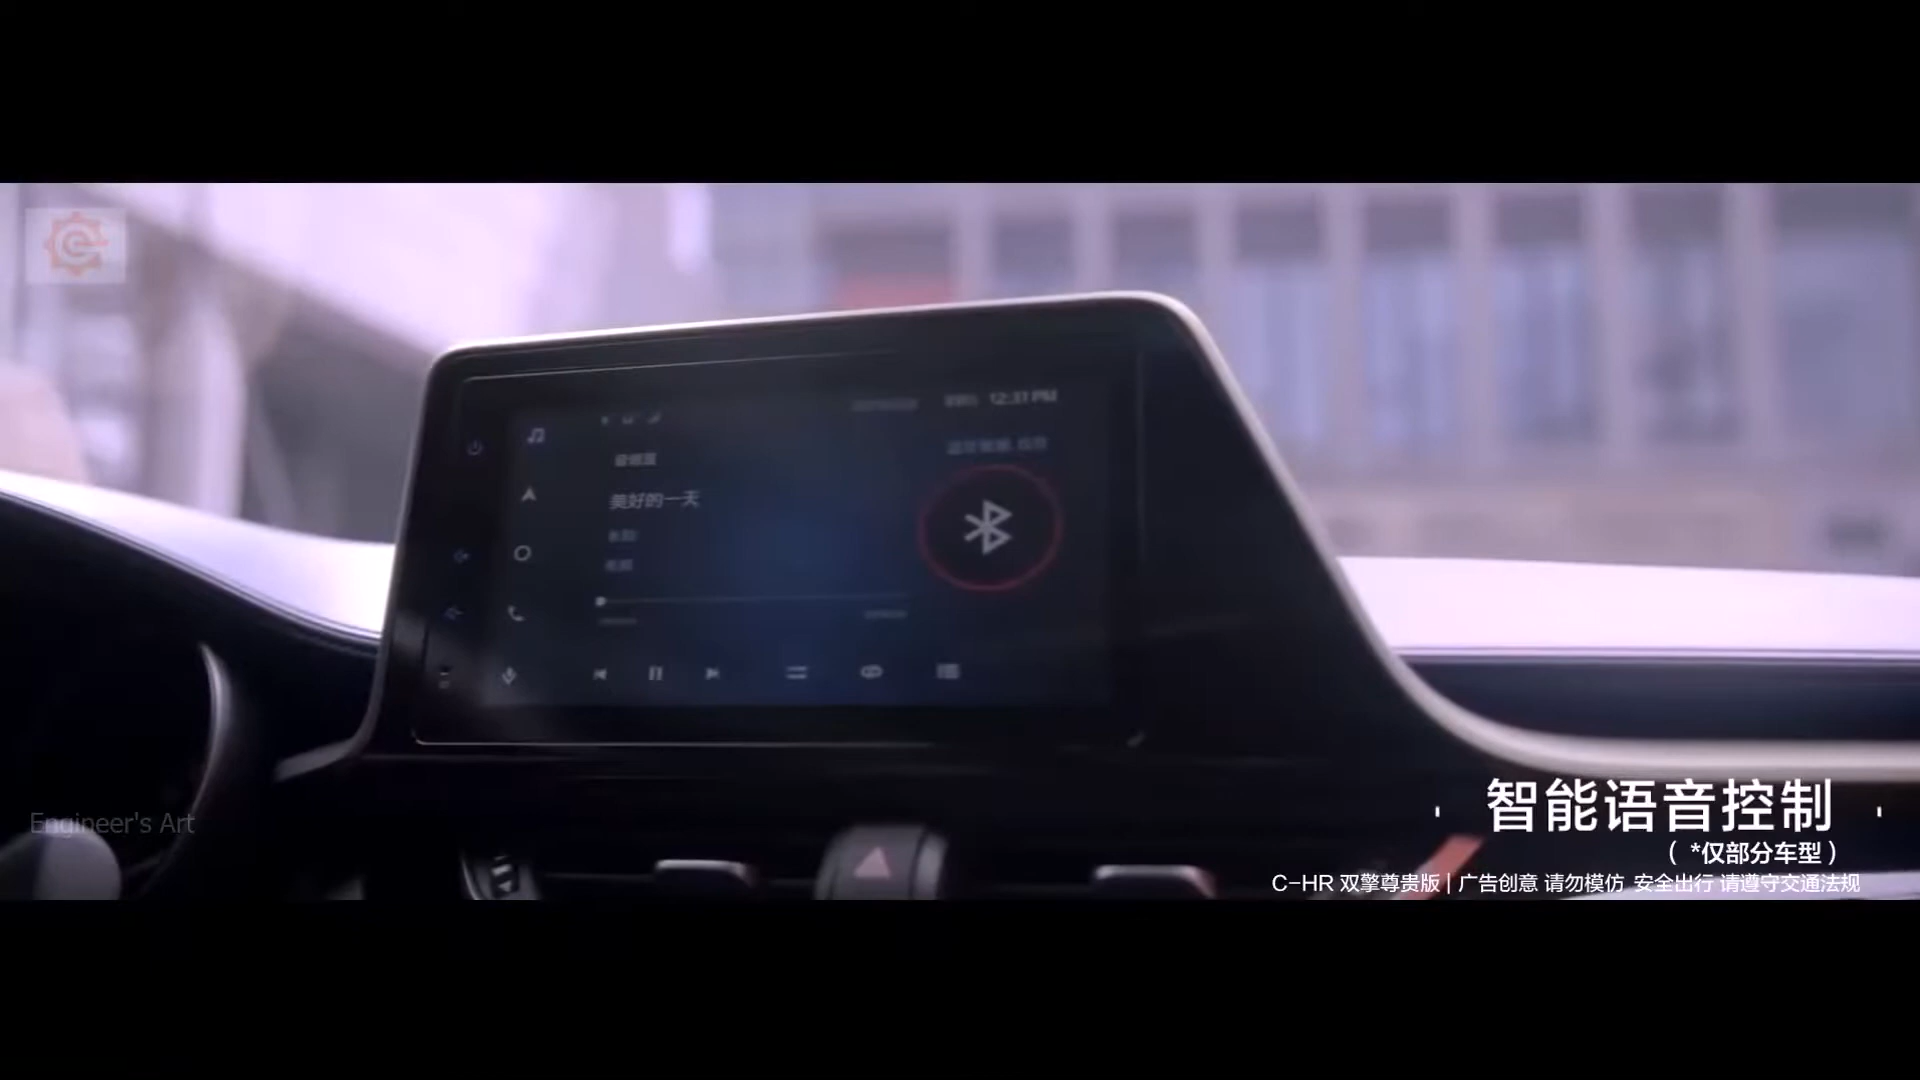 12:31 PM
美好的一天
Engineer's Art
智能语音控制
（ *仅部分车型 ）
C-HR 双擎尊贵版 | 广告创意 请勿模仿 安全出行 请遵守交通法规